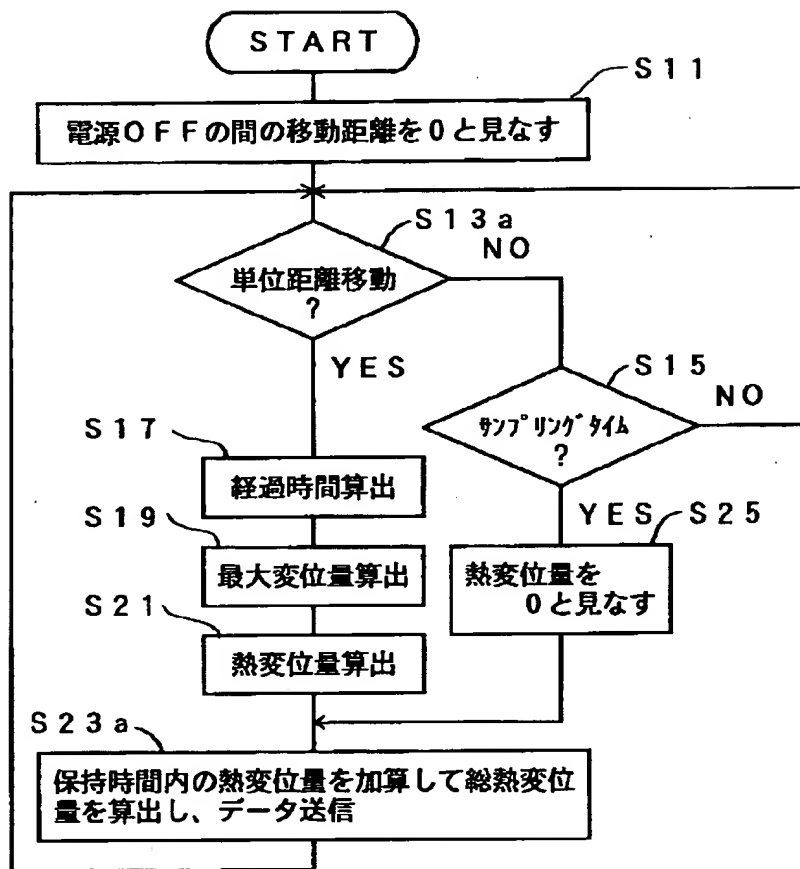 START
S11
電源OFFの間の移動距離を0と見なす
S13a
NO
単位距離移動
?
YES
S15
NO
サンプリングタイム
?
S17
経過時間算出
YES
S25
S19
最大変位量算出
熱変位量を
0と見なす
S21
熱変位量算出
S23a
保持時間内の熱変位量を加算して総熱変位
量を算出し、データ送信